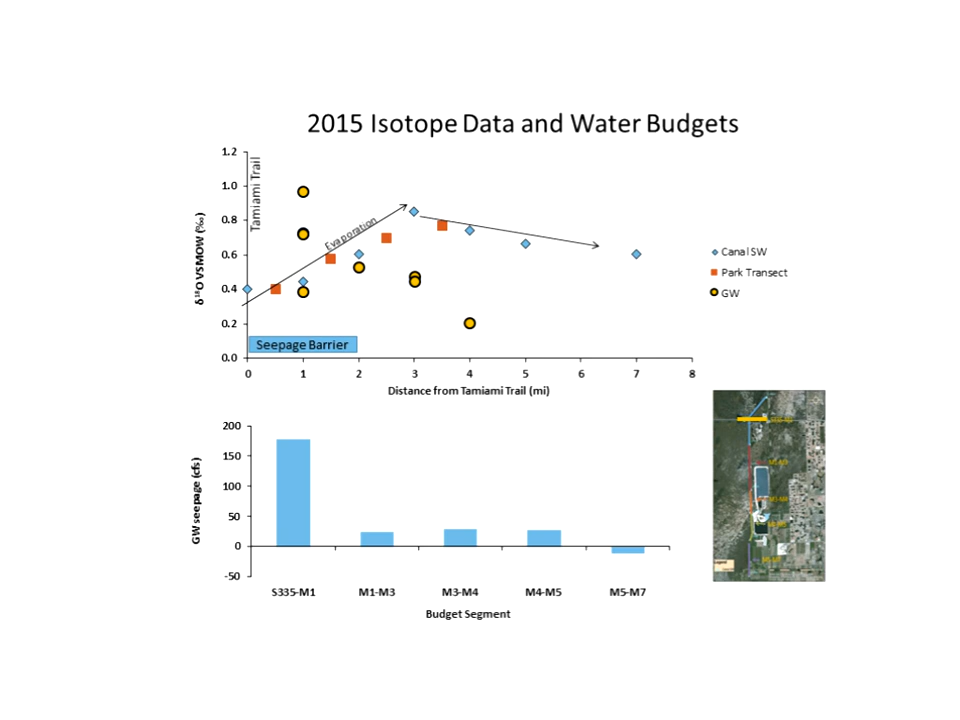 2015 Isotope Data and Water Budgets
δ¹⁸O VSMOW (‰)
1.2
1.0
0.8
0.6
0.4
0.2
0.0
Tamiami Trail
Evaporation
Seepage Barrier
0 1 2 3 4 5 6 7 8
Distance from Tamiami Trail (mi)
Canal SW
Park Transect
GW
GW seepage (cfs)
200
150
100
50
0
-50
S335-M1 M1-M3 M3-M4 M4-M5 M5-M7
Budget Segment